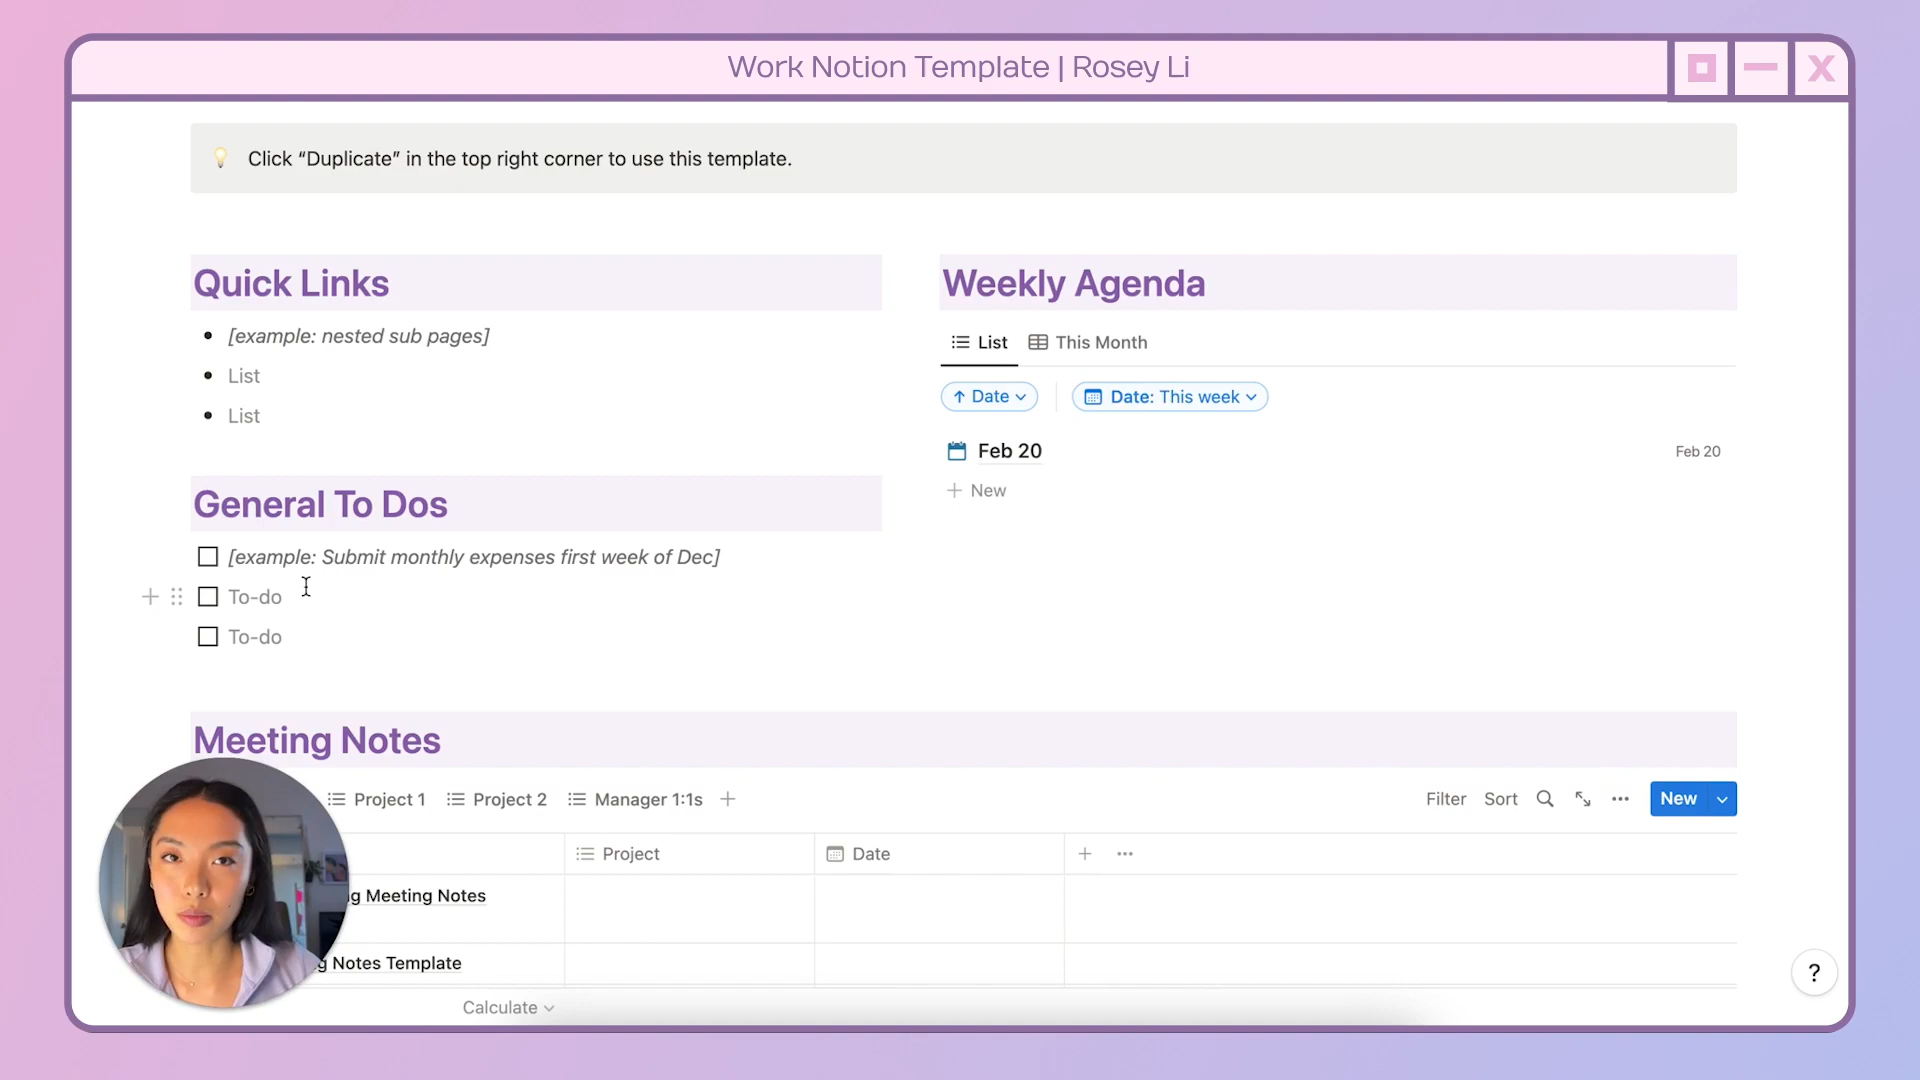 Work Notion Template | Rosey Li
X
Click “Duplicate” in the top right corner to use this template.
Quick Links
[example: nested sub pages]
List
List
General To Dos
[example: Submit monthly expenses first week of Dec]
To-do
To-do
Weekly Agenda
List This Month
Date Date: This week
Feb 20 Feb 20
New
Meeting Notes
Project 1 Project 2 Manager 1:1s Filter Sort New
Project Date
Meeting Notes
Notes Template
Calculate
?